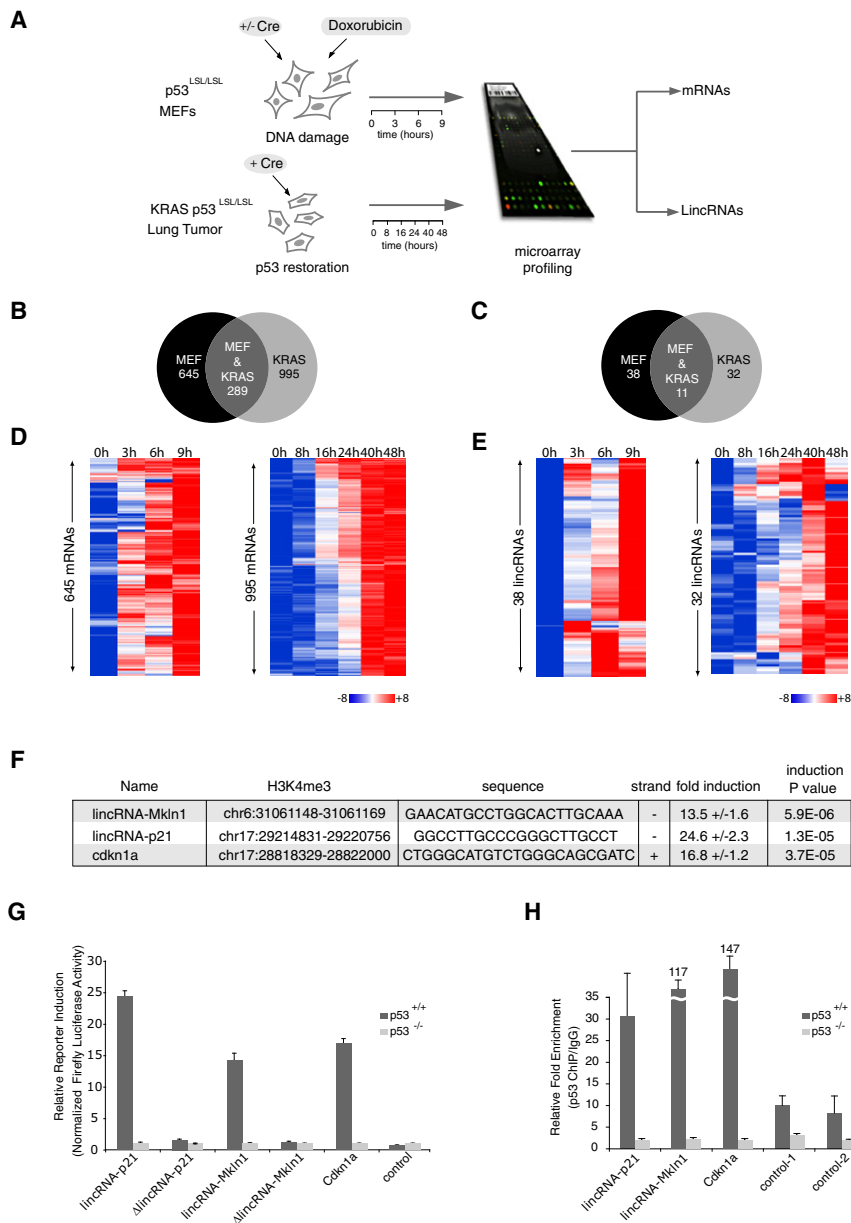 A
+/- Cre
Doxorubicin
p53 LSL/LSL
MEFs
DNA damage
0 3 6 9
time (hours)
+ Cre
KRAS p53 LSL/LSL
Lung Tumor
p53 restoration
0 8 16 24 40 48
time (hours)
microarray
profiling
mRNAs
LincRNAs
B
MEF
645
MEF
&
KRAS
289
KRAS
995
C
MEF
38
MEF
&
KRAS
11
KRAS
32
D
0h 3h 6h 9h
645 mRNAs
0h 8h 16h 24h 40h 48h
995 mRNAs
-8 +8
E
0h 3h 6h 9h
38 lincRNAs
0h 8h 16h 24h 40h 48h
32 lincRNAs
-8 +8
F
Name H3K4me3 sequence strand fold induction induction P value
lincRNA-Mkln1 chr6:31061148-31061169 GAACATGCCTGGCACTTGCAAA - 13.5 +/-1.6 5.9E-06
lincRNA-p21 chr17:29214831-29220756 GGCCTTGCCCGGGCTTGCCT - 24.6 +/-2.3 1.3E-05
cdkn1a chr17:28818329-28822000 CTGGGCATGTCTGGGCAGCGATC + 16.8 +/-1.2 3.7E-05
G
Relative Reporter Induction
(Normalized Firefly Luciferase Activity)
30
25
20
15
10
5
0
p53 +/+
p53 -/-
lincRNA-p21
ΔlincRNA-p21
lincRNA-Mkln1
ΔlincRNA-Mkln1
Cdkn1a
control
H
Relative Fold Enrichment
(p53 ChIP/IgG)
35
30
25
20
15
10
5
0
117
147
p53 +/+
p53 -/-
lincRNA-p21
lincRNA-Mkln1
Cdkn1a
control-1
control-2